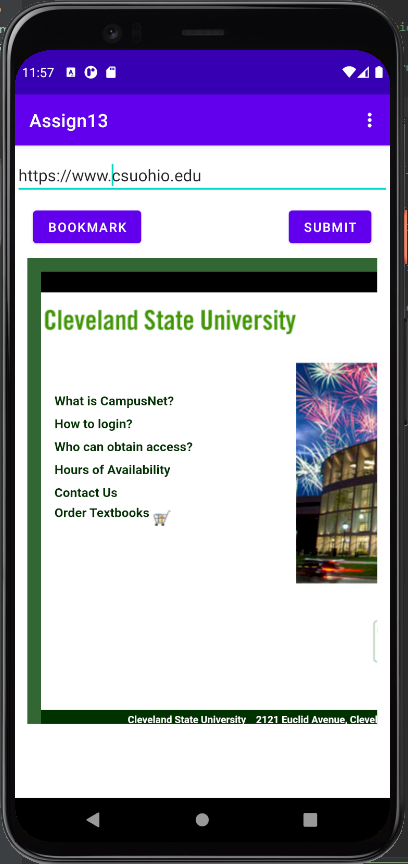 11:57
Assign13
https://www.csuohio.edu
BOOKMARK SUBMIT
Cleveland State University
What is CampusNet?
How to login?
Who can obtain access?
Hours of Availability
Contact Us
Order Textbooks
Cleveland State University 2121 Euclid Avenue, Clevel